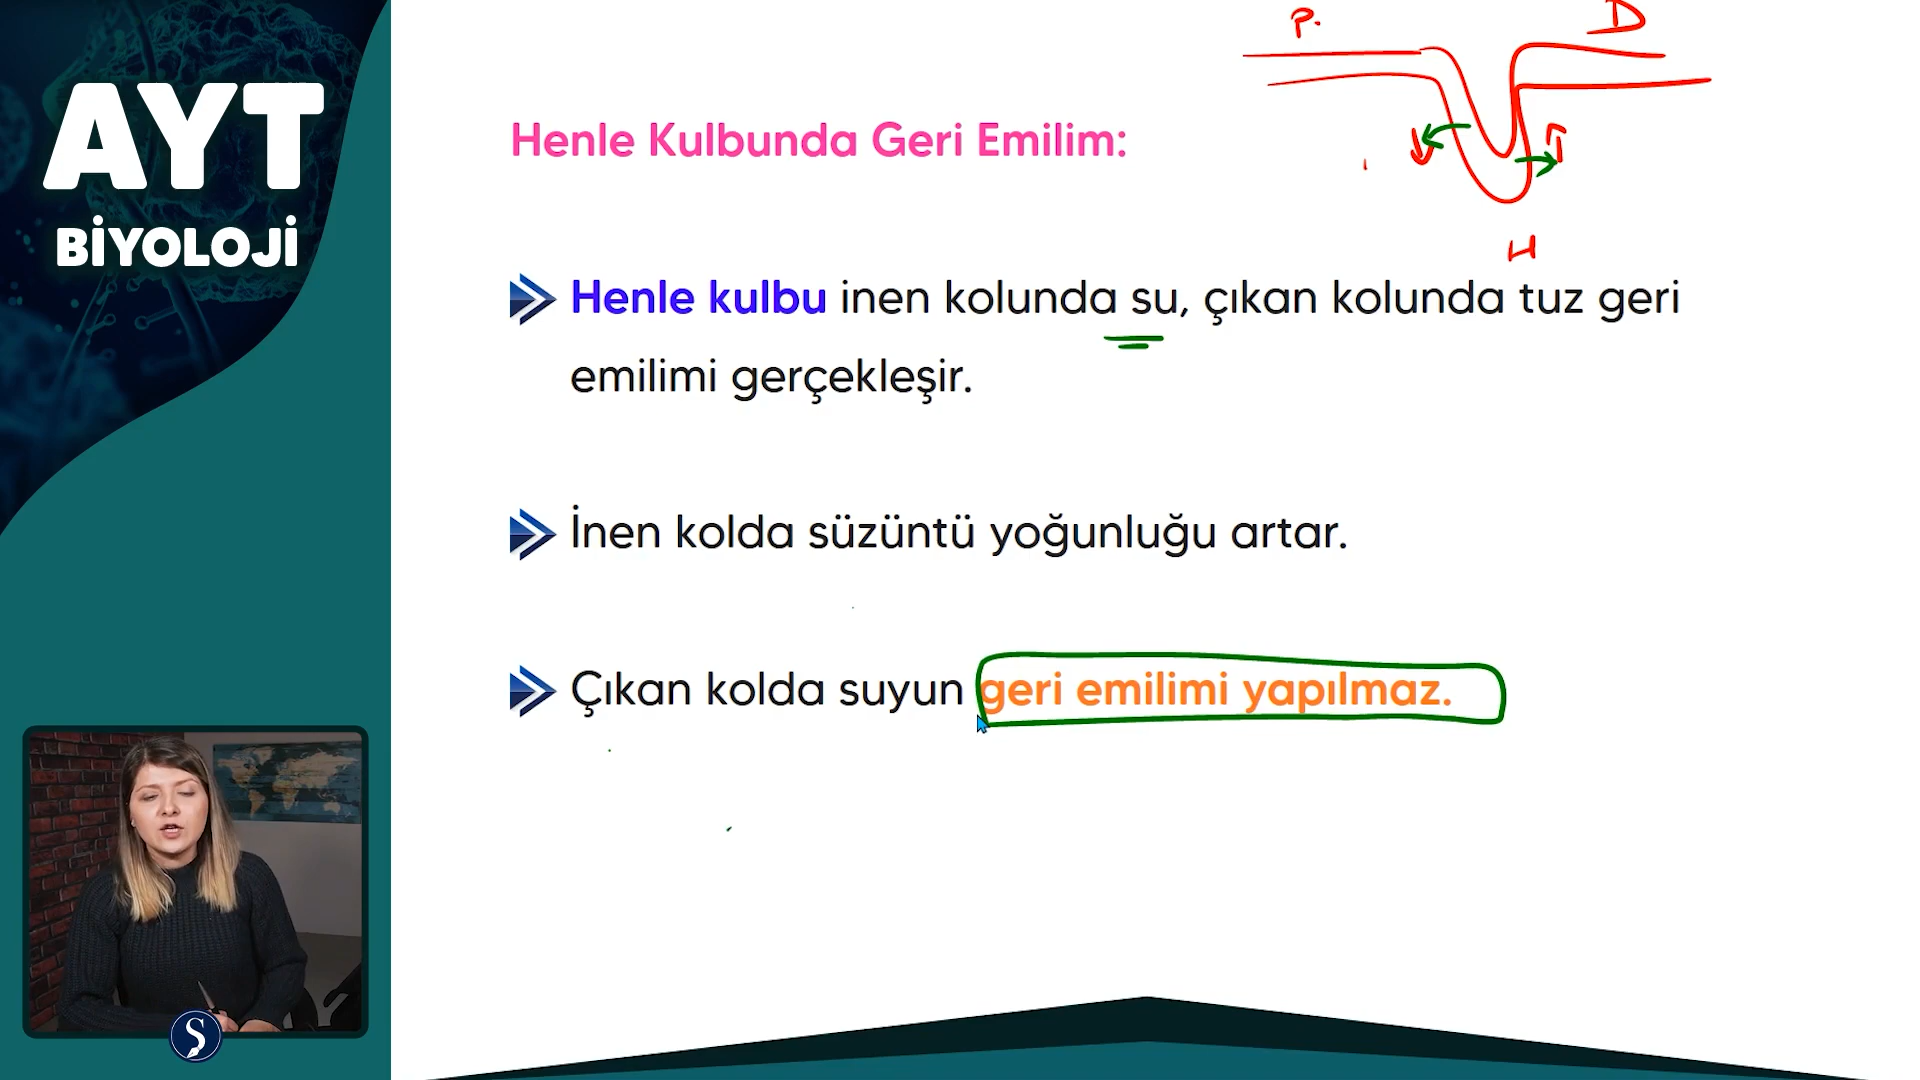 AYT
BİYOLOJİ
P.
D
H
Henle Kulbunda Geri Emilim:
Henle kulbu inen kolunda su, çıkan kolunda tuz geri
emilimi gerçekleşir.
İnen kolda süzüntü yoğunluğu artar.
Çıkan kolda suyun geri emilimi yapılmaz.
Ş